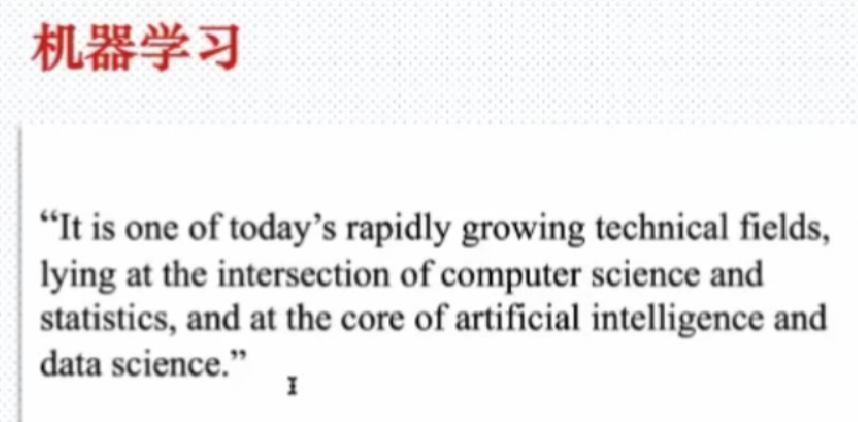 机器学习
“It is one of today’s rapidly growing technical fields,
lying at the intersection of computer science and
statistics, and at the core of artificial intelligence and
data science.”